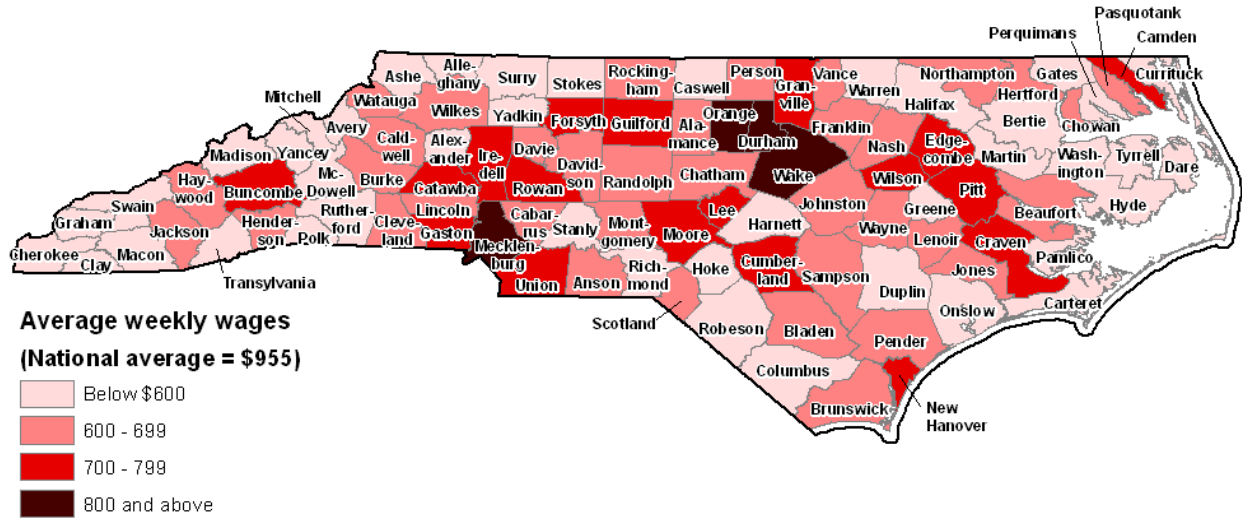 Pasquotank
Perquimans
Camden
Ashe
Alle-
ghany
Surry
Stokes
Rocking-
ham
Caswell
Person
Gran-
ville
Vance
Warren
Northampton
Gates
Currituck
Hertford
Halifax
Bertie
Chowan
Mitchell
Watauga
Wilkes
Yadkin
Forsyth
Guilford
Ala-
mance
Orange
Durham
Franklin
Nash
Edge-
combe
Martin
Wash-
ington
Tyrrell
Dare
Avery
Cald-
well
Alex-
ander
Ire-
dell
Davie
David-
son
Randolph
Chatham
Wake
Wilson
Pitt
Hyde
Madison
Yancey
Mc-
Dowell
Burke
Catawba
Rowan
Hay-
wood
Buncombe
Swain
Graham
Jackson
Hender-
son
Polk
Ruther-
ford
Cleve-
land
Lincoln
Gaston
Mecklen-
burg
Cabar-
rus
Stanly
Mont-
gomery
Moore
Lee
Harnett
Johnston
Wayne
Greene
Lenoir
Beaufort
Craven
Pamlico
Cherokee
Clay
Macon
Transylvania
Union
Anson
Rich-
mond
Hoke
Cumber-
land
Sampson
Duplin
Jones
Onslow
Carteret
Scotland
Robeson
Bladen
Pender
Columbus
Brunswick
New
Hanover
Average weekly wages
(National average = $955)
Below $600
600 - 699
700 - 799
800 and above